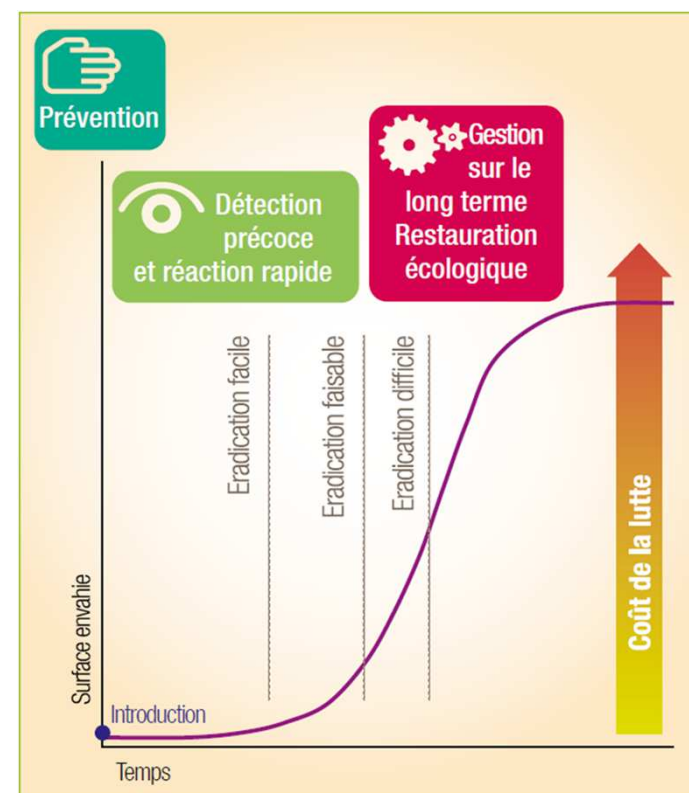 Prévention
Détection
précoce
et réaction rapide
Gestion
sur le
long terme
Restauration
écologique
Eradication facile
Eradication faisable
Eradication difficile
Coût de la lutte
Surface envahie
Introduction
Temps